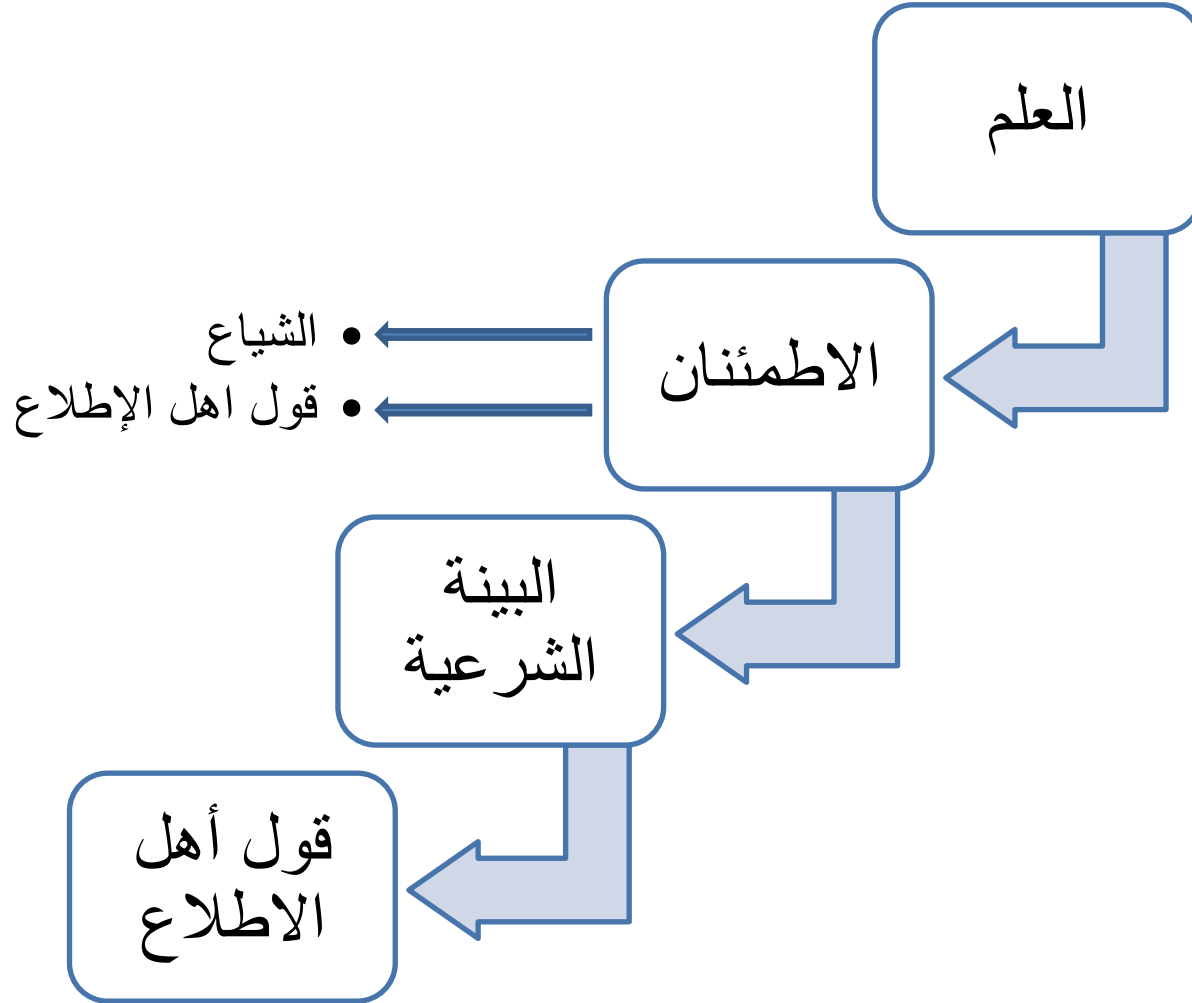 العلم
الاطمئنان
• الشياع
• قول اهل الإطلاع
البينة
الشرعية
قول أهل
الاطلاع